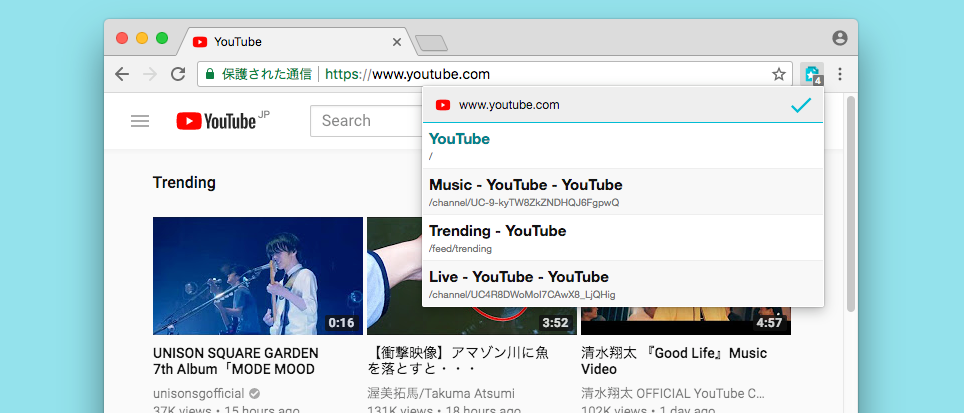 YouTube
保護された通信 https://www.youtube.com
4
www.youtube.com
YouTube
/
Music - YouTube - YouTube
/channel/UC-9-kyTW8ZkZNDHQJ6FgpwQ
Trending - YouTube
/feed/trending
Live - YouTube - YouTube
/channel/UC4R8DWoMoI7CAwX8_LjQHig
YouTube JP
Search
Trending
0:16
3:52
4:57
UNISON SQUARE GARDEN
7th Album「MODE MOOD
unisonsgofficial
37K views • 15 hours ago
【衝撃映像】アマゾン川に魚
を落とすと・・・
渥美拓馬/Takuma Atsumi
131K views • 18 hours ago
清水翔太 『Good Life』Music
Video
清水翔太 OFFICIAL YouTube C...
102K views • 1 day ago